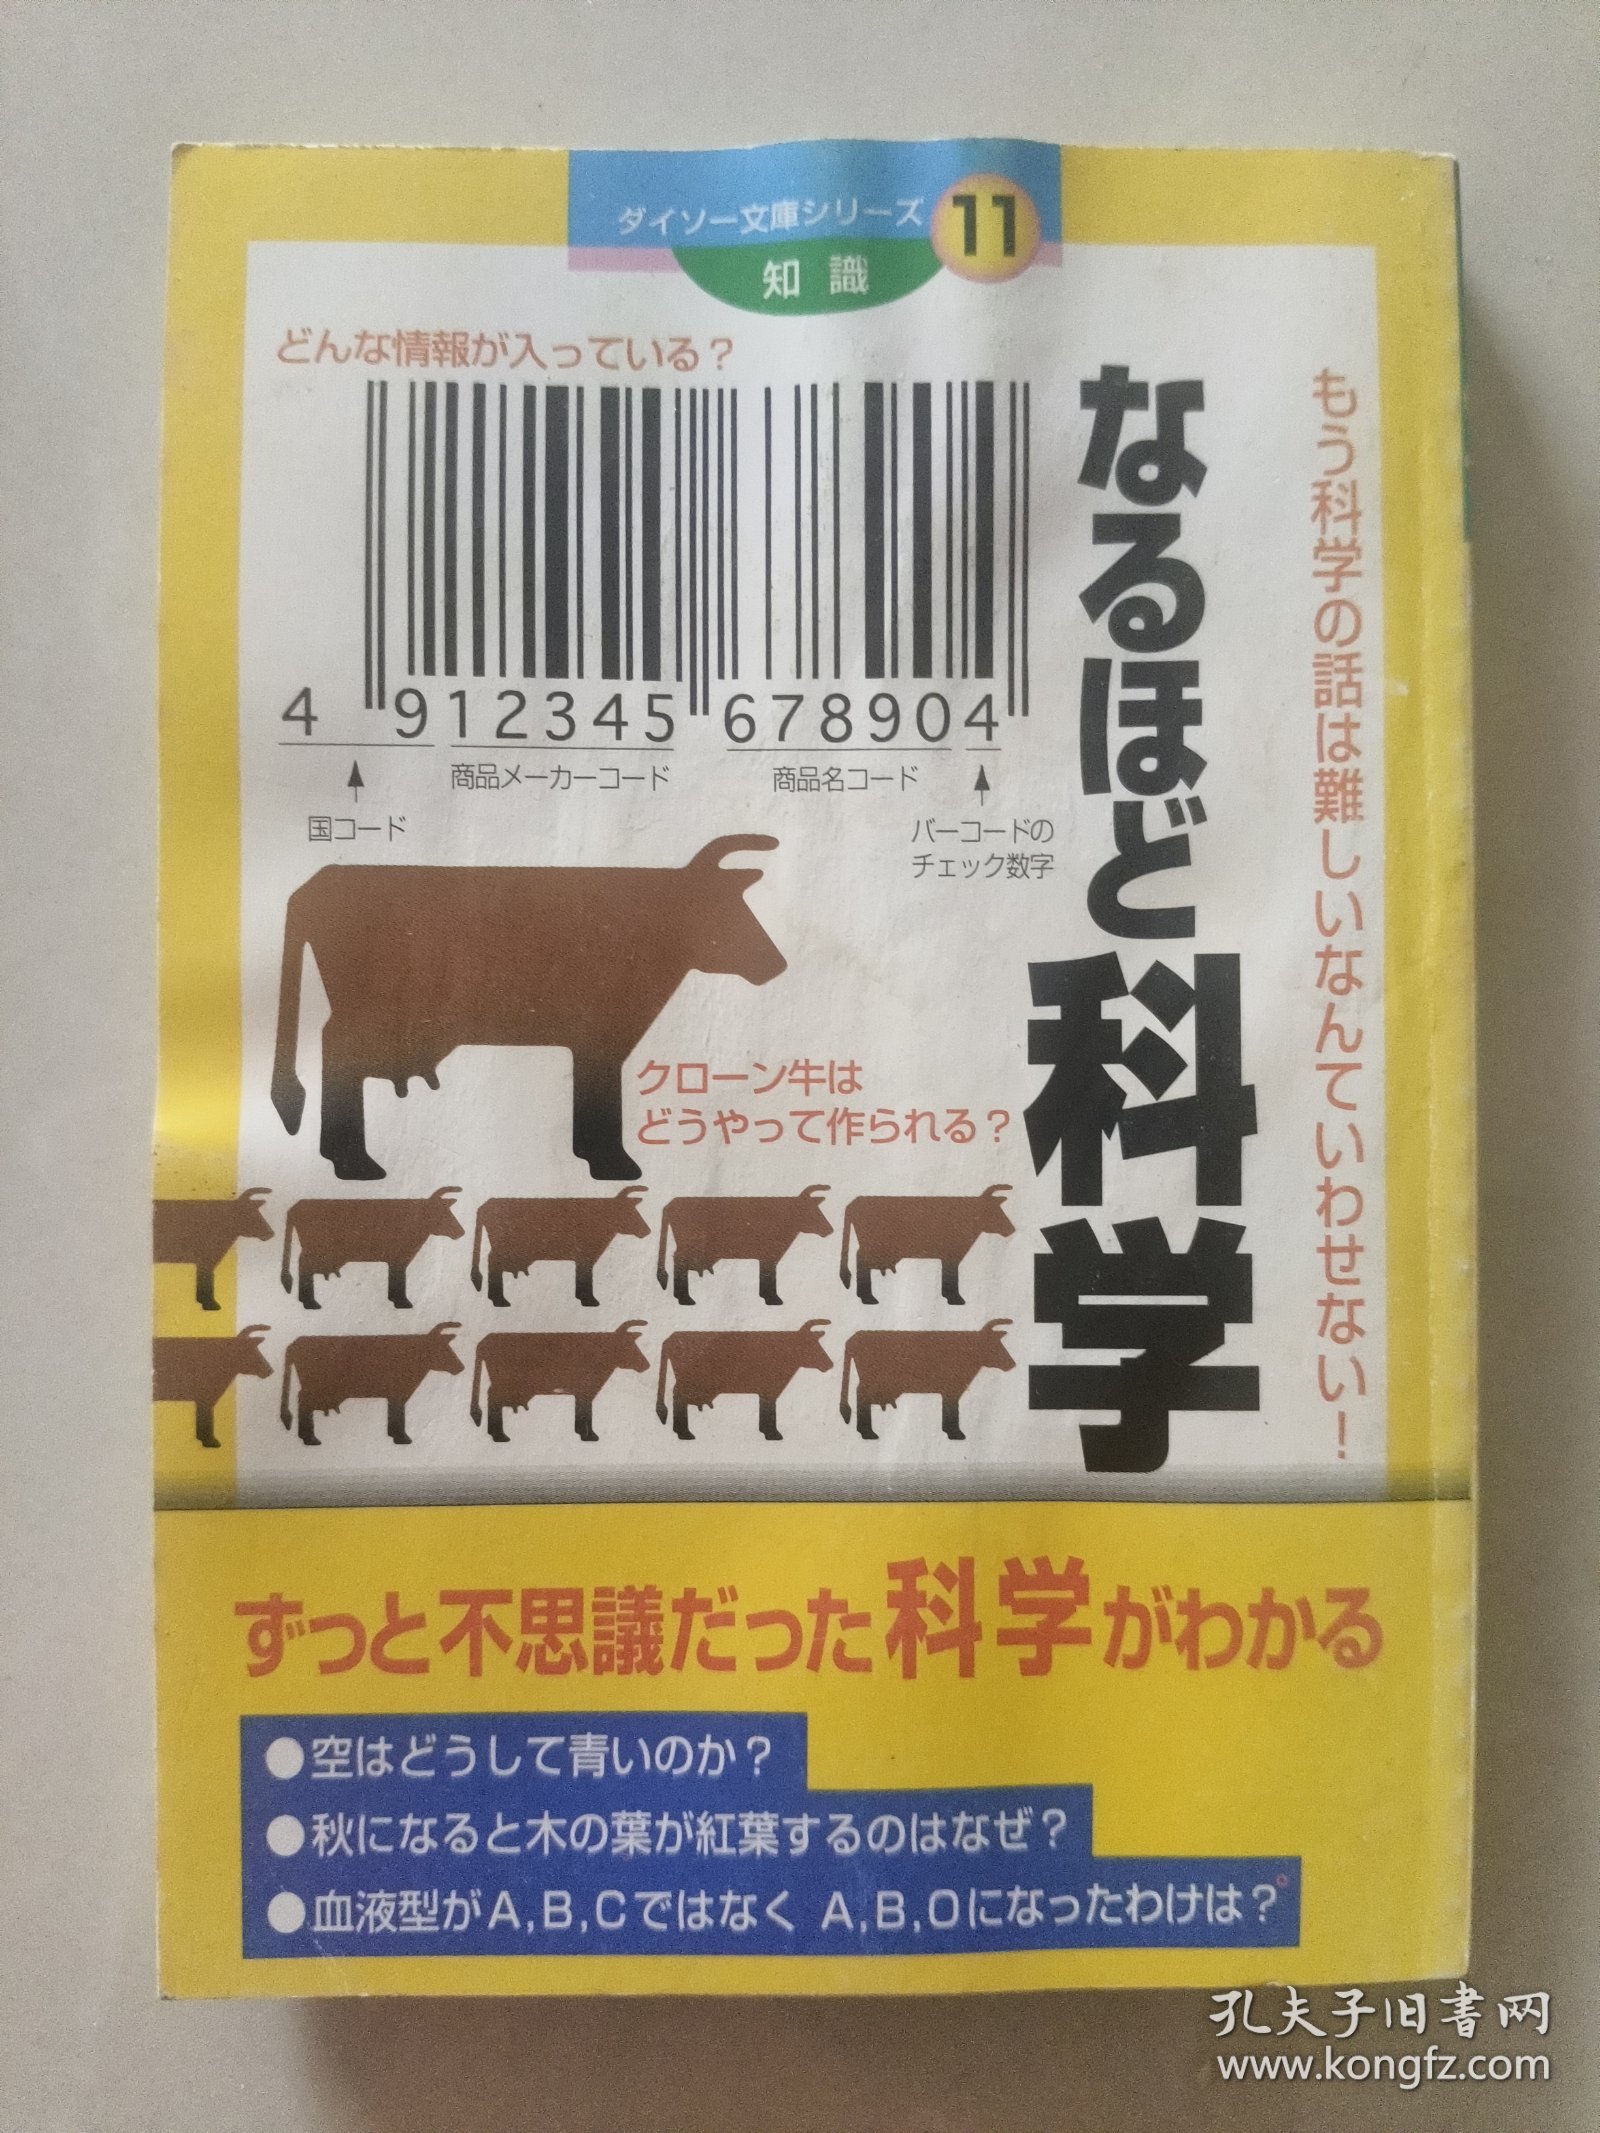 ダイソー文庫シリーズ 11
知識
もう科学の話は難しいなんていわせない!
なるほど科学
どんな情報が入っている?
4 912345 678904
国コード
商品メーカーコード
商品名コード
バーコードの
チェック数字
クローン牛は
どうやって作られる?
ずっと不思議だった科学がわかる
●空はどうして青いのか?
●秋になると木の葉が紅葉するのはなぜ?
●血液型がA,B,Cではなく A,B,Oになったわけは?
孔夫子旧书网
www.kongfz.com